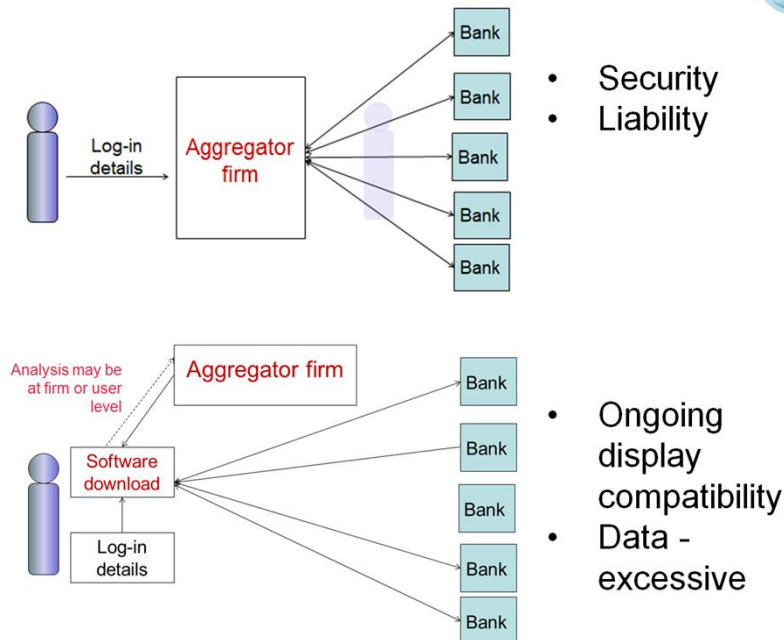 Bank
Bank
Bank
Bank
Bank
Log-in
details
Aggregator
firm
• Security
• Liability
Analysis may be
at firm or user
level
Aggregator firm
Software
download
Log-in
details
Bank
Bank
Bank
Bank
Bank
• Ongoing
display
compatibility
• Data -
excessive